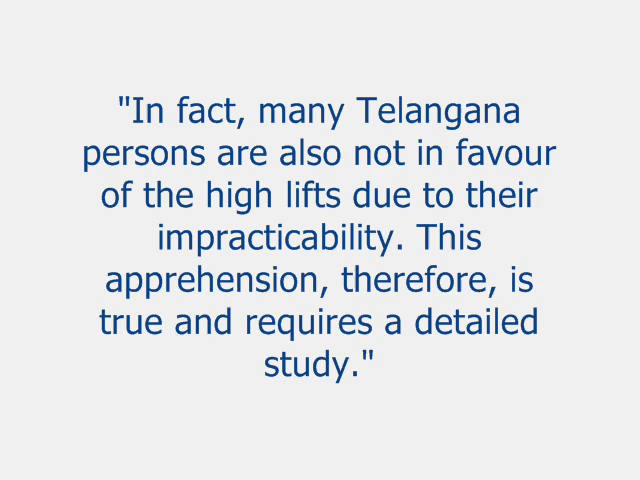 "In fact, many Telangana
persons are also not in favour
of the high lifts due to their
impracticability. This
apprehension, therefore, is
true and requires a detailed
study."